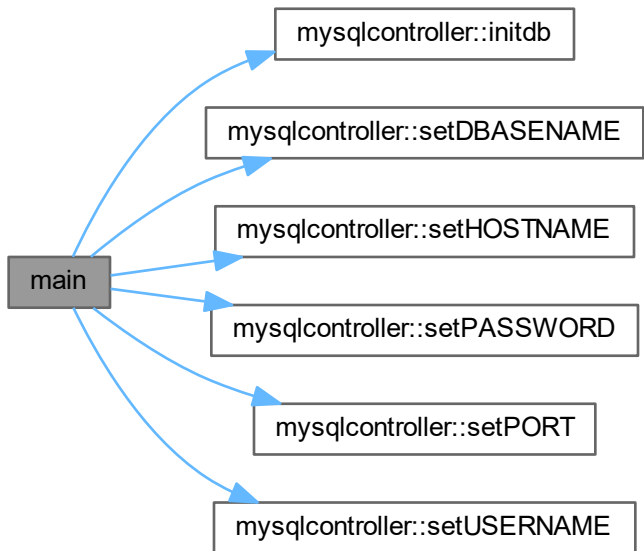 mysqlcontroller::initdb
mysqlcontroller::setDBASENAME
mysqlcontroller::setHOSTNAME
main
mysqlcontroller::setPASSWORD
mysqlcontroller::setPORT
mysqlcontroller::setUSERNAME